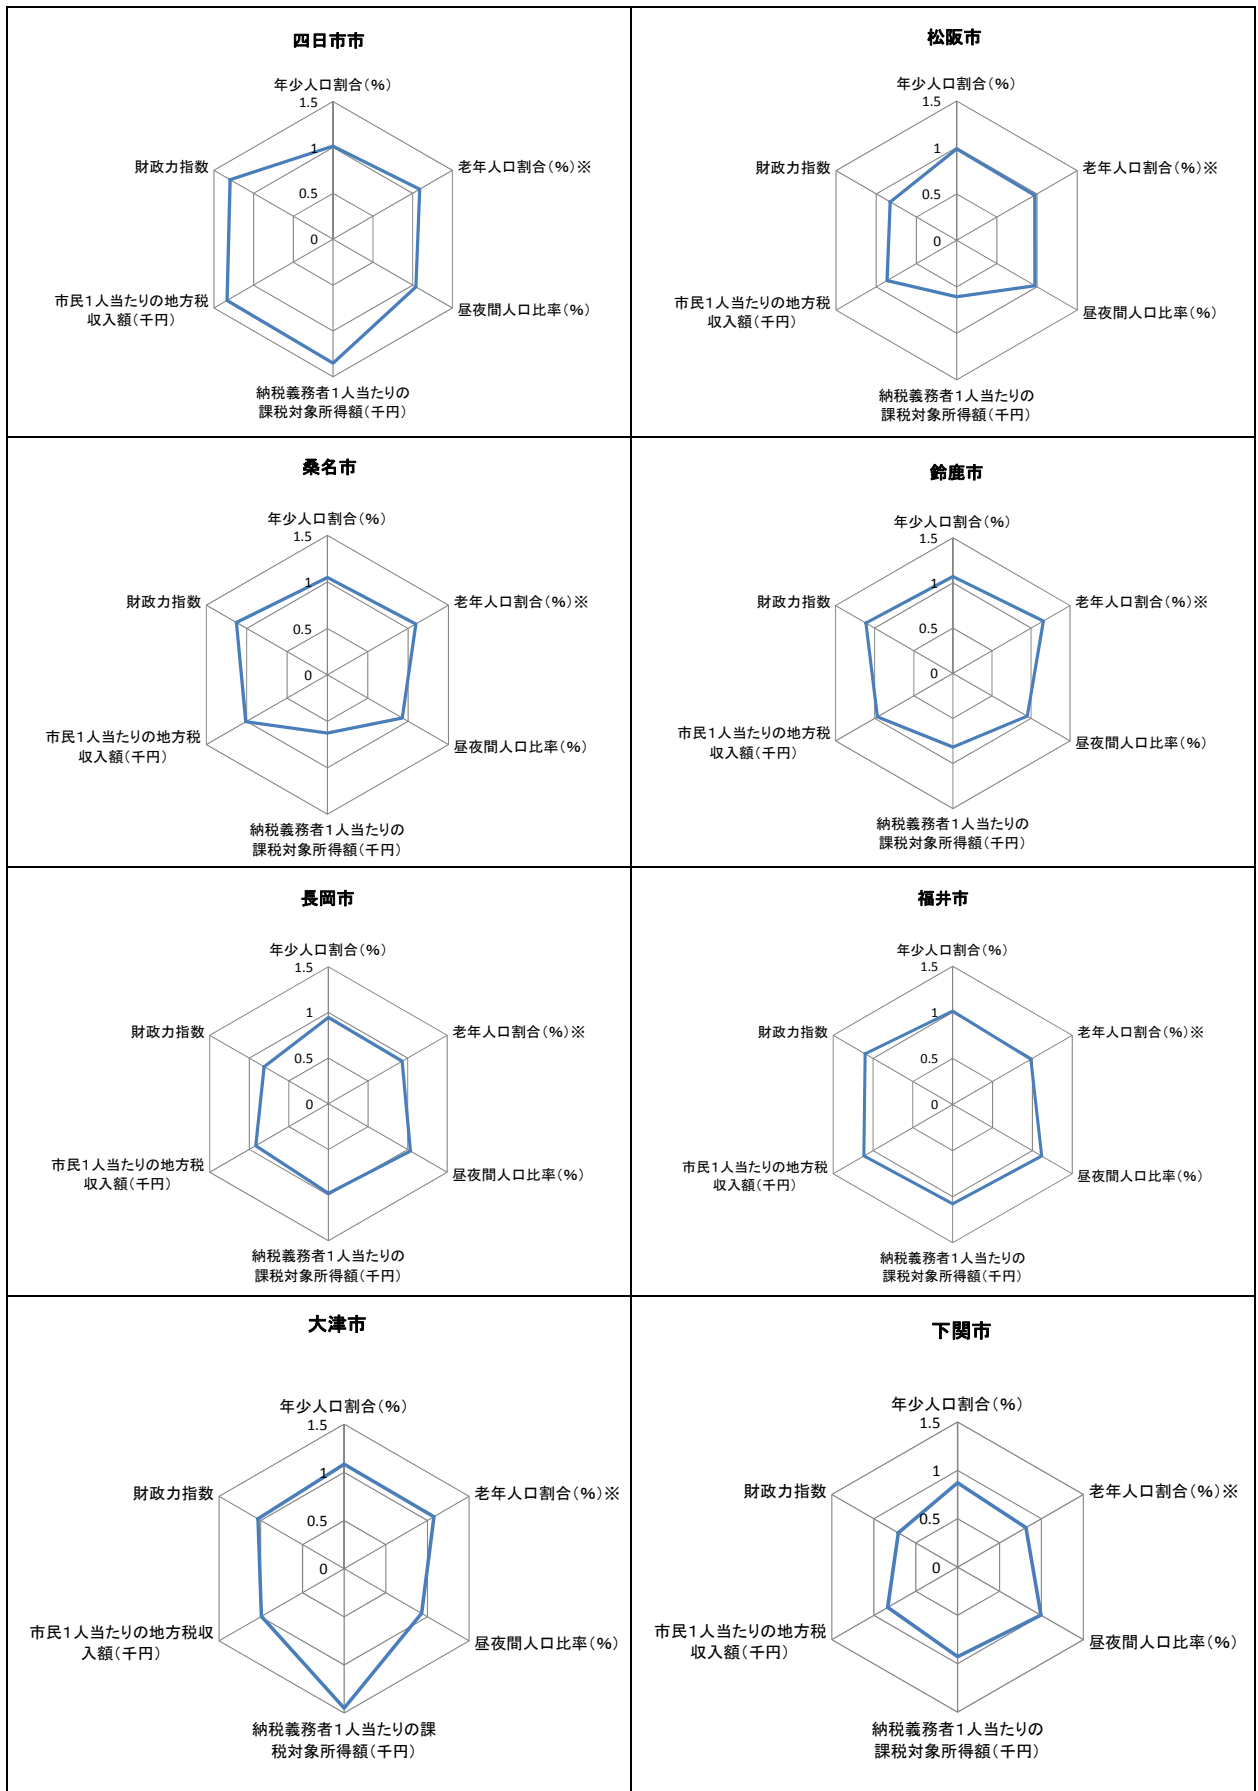 四日市市
年少人口割合(%)
1.5
1
0.5
0
老年人口割合(%)※
昼夜間人口比率(%)
納税義務者1人当たりの
課税対象所得額(千円)
市民1人当たりの地方税
収入額(千円)
財政力指数
松阪市
年少人口割合(%)
1.5
1
0.5
0
老年人口割合(%)※
昼夜間人口比率(%)
納税義務者1人当たりの
課税対象所得額(千円)
市民1人当たりの地方税
収入額(千円)
財政力指数
桑名市
年少人口割合(%)
1.5
1
0.5
0
老年人口割合(%)※
昼夜間人口比率(%)
納税義務者1人当たりの
課税対象所得額(千円)
市民1人当たりの地方税
収入額(千円)
財政力指数
鈴鹿市
年少人口割合(%)
1.5
1
0.5
0
老年人口割合(%)※
昼夜間人口比率(%)
納税義務者1人当たりの
課税対象所得額(千円)
市民1人当たりの地方税
収入額(千円)
財政力指数
長岡市
年少人口割合(%)
1.5
1
0.5
0
老年人口割合(%)※
昼夜間人口比率(%)
納税義務者1人当たりの
課税対象所得額(千円)
市民1人当たりの地方税
収入額(千円)
財政力指数
福井市
年少人口割合(%)
1.5
1
0.5
0
老年人口割合(%)※
昼夜間人口比率(%)
納税義務者1人当たりの
課税対象所得額(千円)
市民1人当たりの地方税
収入額(千円)
財政力指数
大津市
年少人口割合(%)
1.5
1
0.5
0
老年人口割合(%)※
昼夜間人口比率(%)
納税義務者1人当たりの課
税対象所得額(千円)
市民1人当たりの地方税収
入額(千円)
財政力指数
下関市
年少人口割合(%)
1.5
1
0.5
0
老年人口割合(%)※
昼夜間人口比率(%)
納税義務者1人当たりの
課税対象所得額(千円)
市民1人当たりの地方税
収入額(千円)
財政力指数